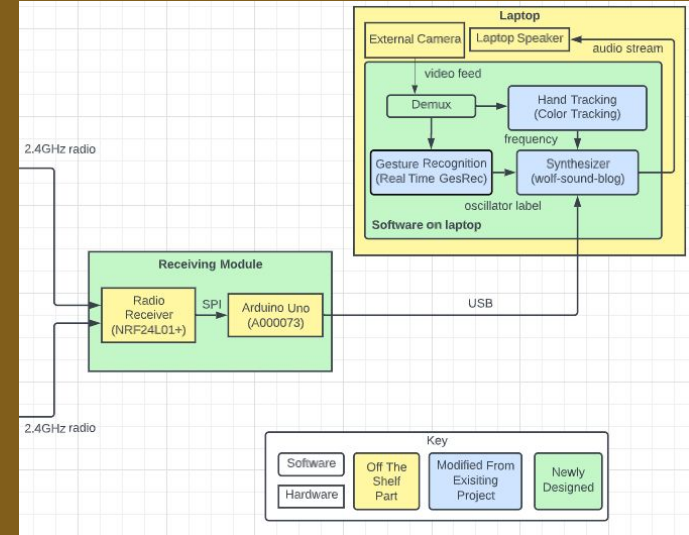 Laptop
External Camera
Laptop Speaker
audio stream
video feed
Demux
Hand Tracking
(Color Tracking)
frequency
Gesture Recognition
(Real Time GesRec)
Synthesizer
(wolf-sound-blog)
oscillator label
Software on laptop
2.4GHz radio
Receiving Module
Radio
Receiver
(NRF24L01+)
SPI
Arduino Uno
(A000073)
USB
2.4GHz radio
Key
Software
Hardware
Off The
Shelf
Part
Modified From
Exisiting
Project
Newly
Designed